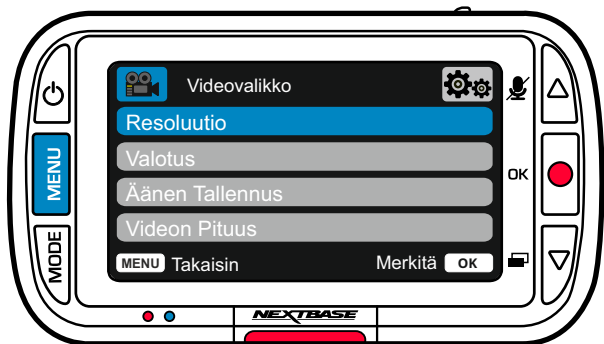 Videovalikko
Resoluutio
Valotus
Äänen Tallennus
Videon Pituus
MENU Takaisin Merkitä OK
MENU
MODE
OK
NEXTBASE